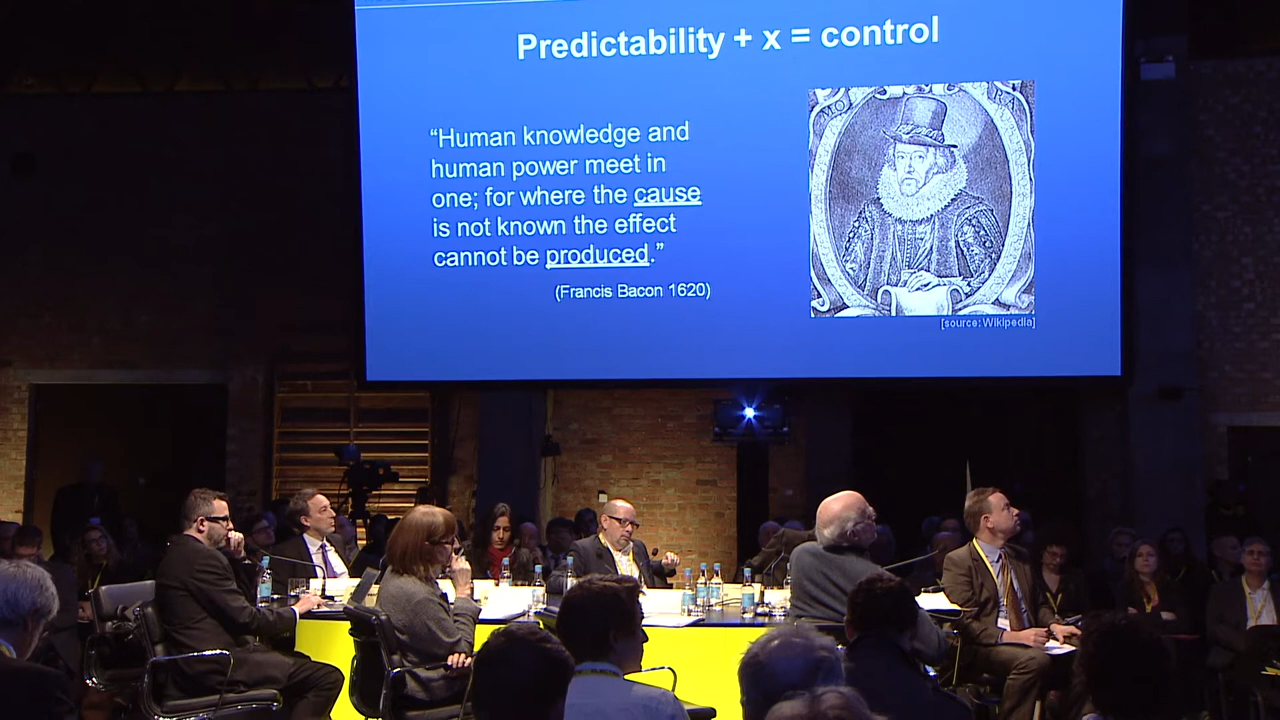 Predictability + x = control
“Human knowledge and
human power meet in
one; for where the cause
is not known the effect
cannot be produced.”
(Francis Bacon 1620)
[source: Wikipedia]